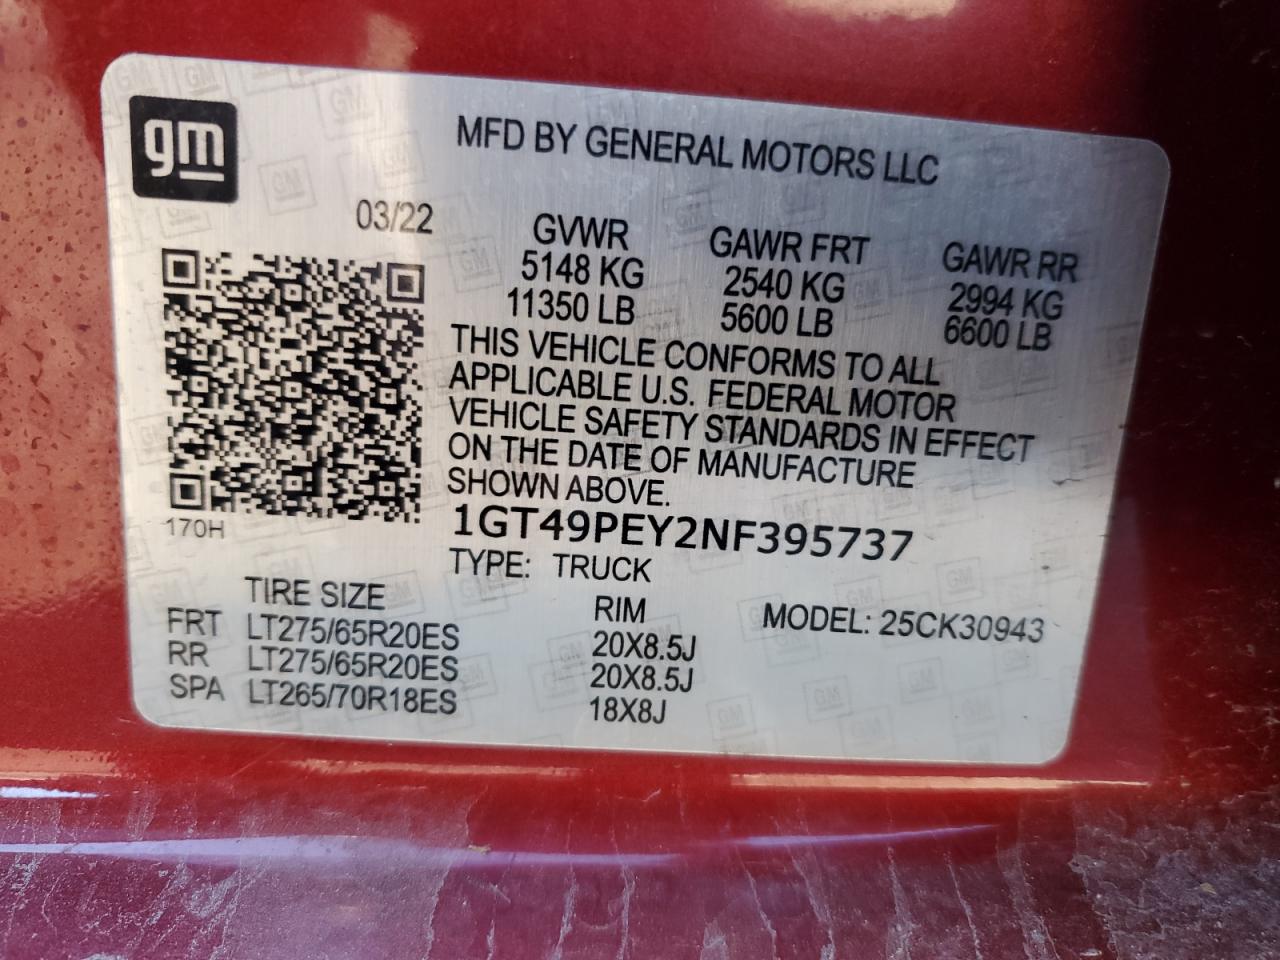 gm
MFD BY GENERAL MOTORS LLC
03/22
GVWR GAWR FRT GAWR RR
5148 KG 2540 KG 2994 KG
11350 LB 5600 LB 6600 LB
THIS VEHICLE CONFORMS TO ALL
APPLICABLE U.S. FEDERAL MOTOR
VEHICLE SAFETY STANDARDS IN EFFECT
ON THE DATE OF MANUFACTURE
SHOWN ABOVE.
170H
1GT49PEY2NF395737
TYPE: TRUCK
TIRE SIZE RIM MODEL: 25CK30943
FRT LT275/65R20ES 20X8.5J
RR LT275/65R20ES 20X8.5J
SPA LT265/70R18ES 18X8J